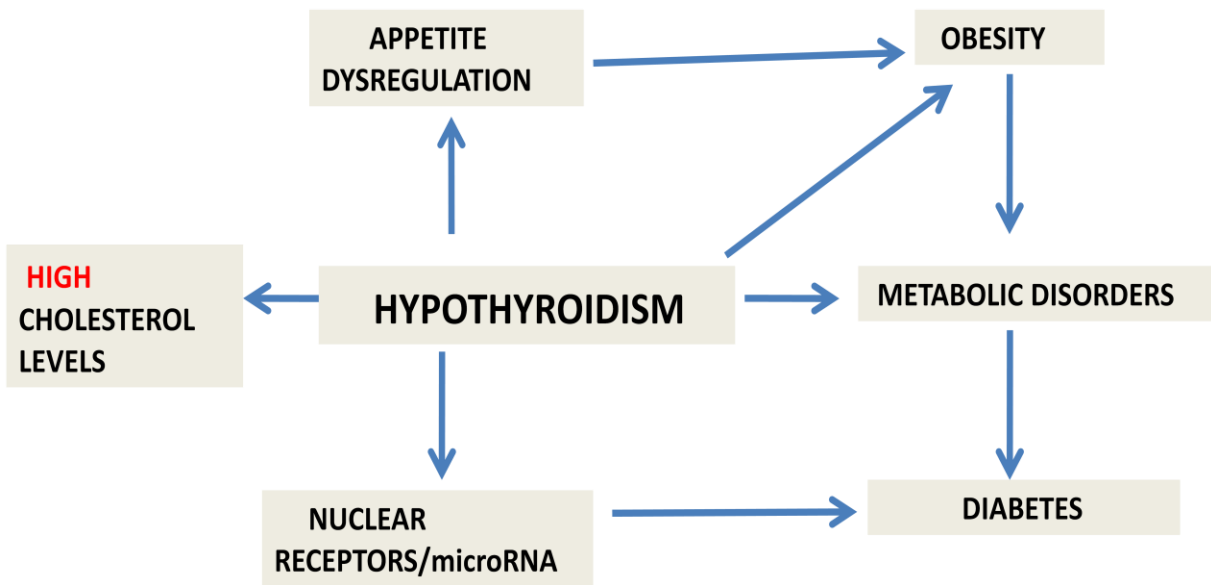 APPETITE
DYSREGULATION
OBESITY
HIGH
CHOLESTEROL
LEVELS
HYPOTHYROIDISM
METABOLIC DISORDERS
NUCLEAR
RECEPTORS/microRNA
DIABETES